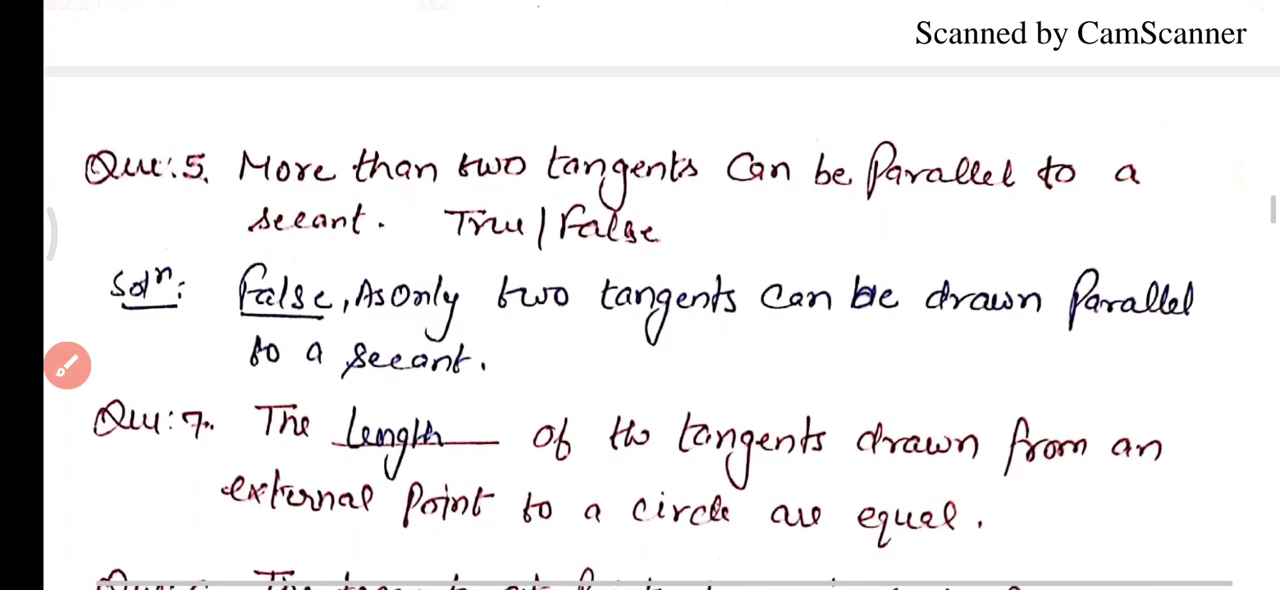 Scanned by CamScanner
Que:5. More than two tangents Can be Parallel to a
secant. True/False
Solⁿ: False, As Only two tangents can be drawn Parallel
to a secant.
Que:7. The length of the tangents drawn from an
external Point to a circle are equal.